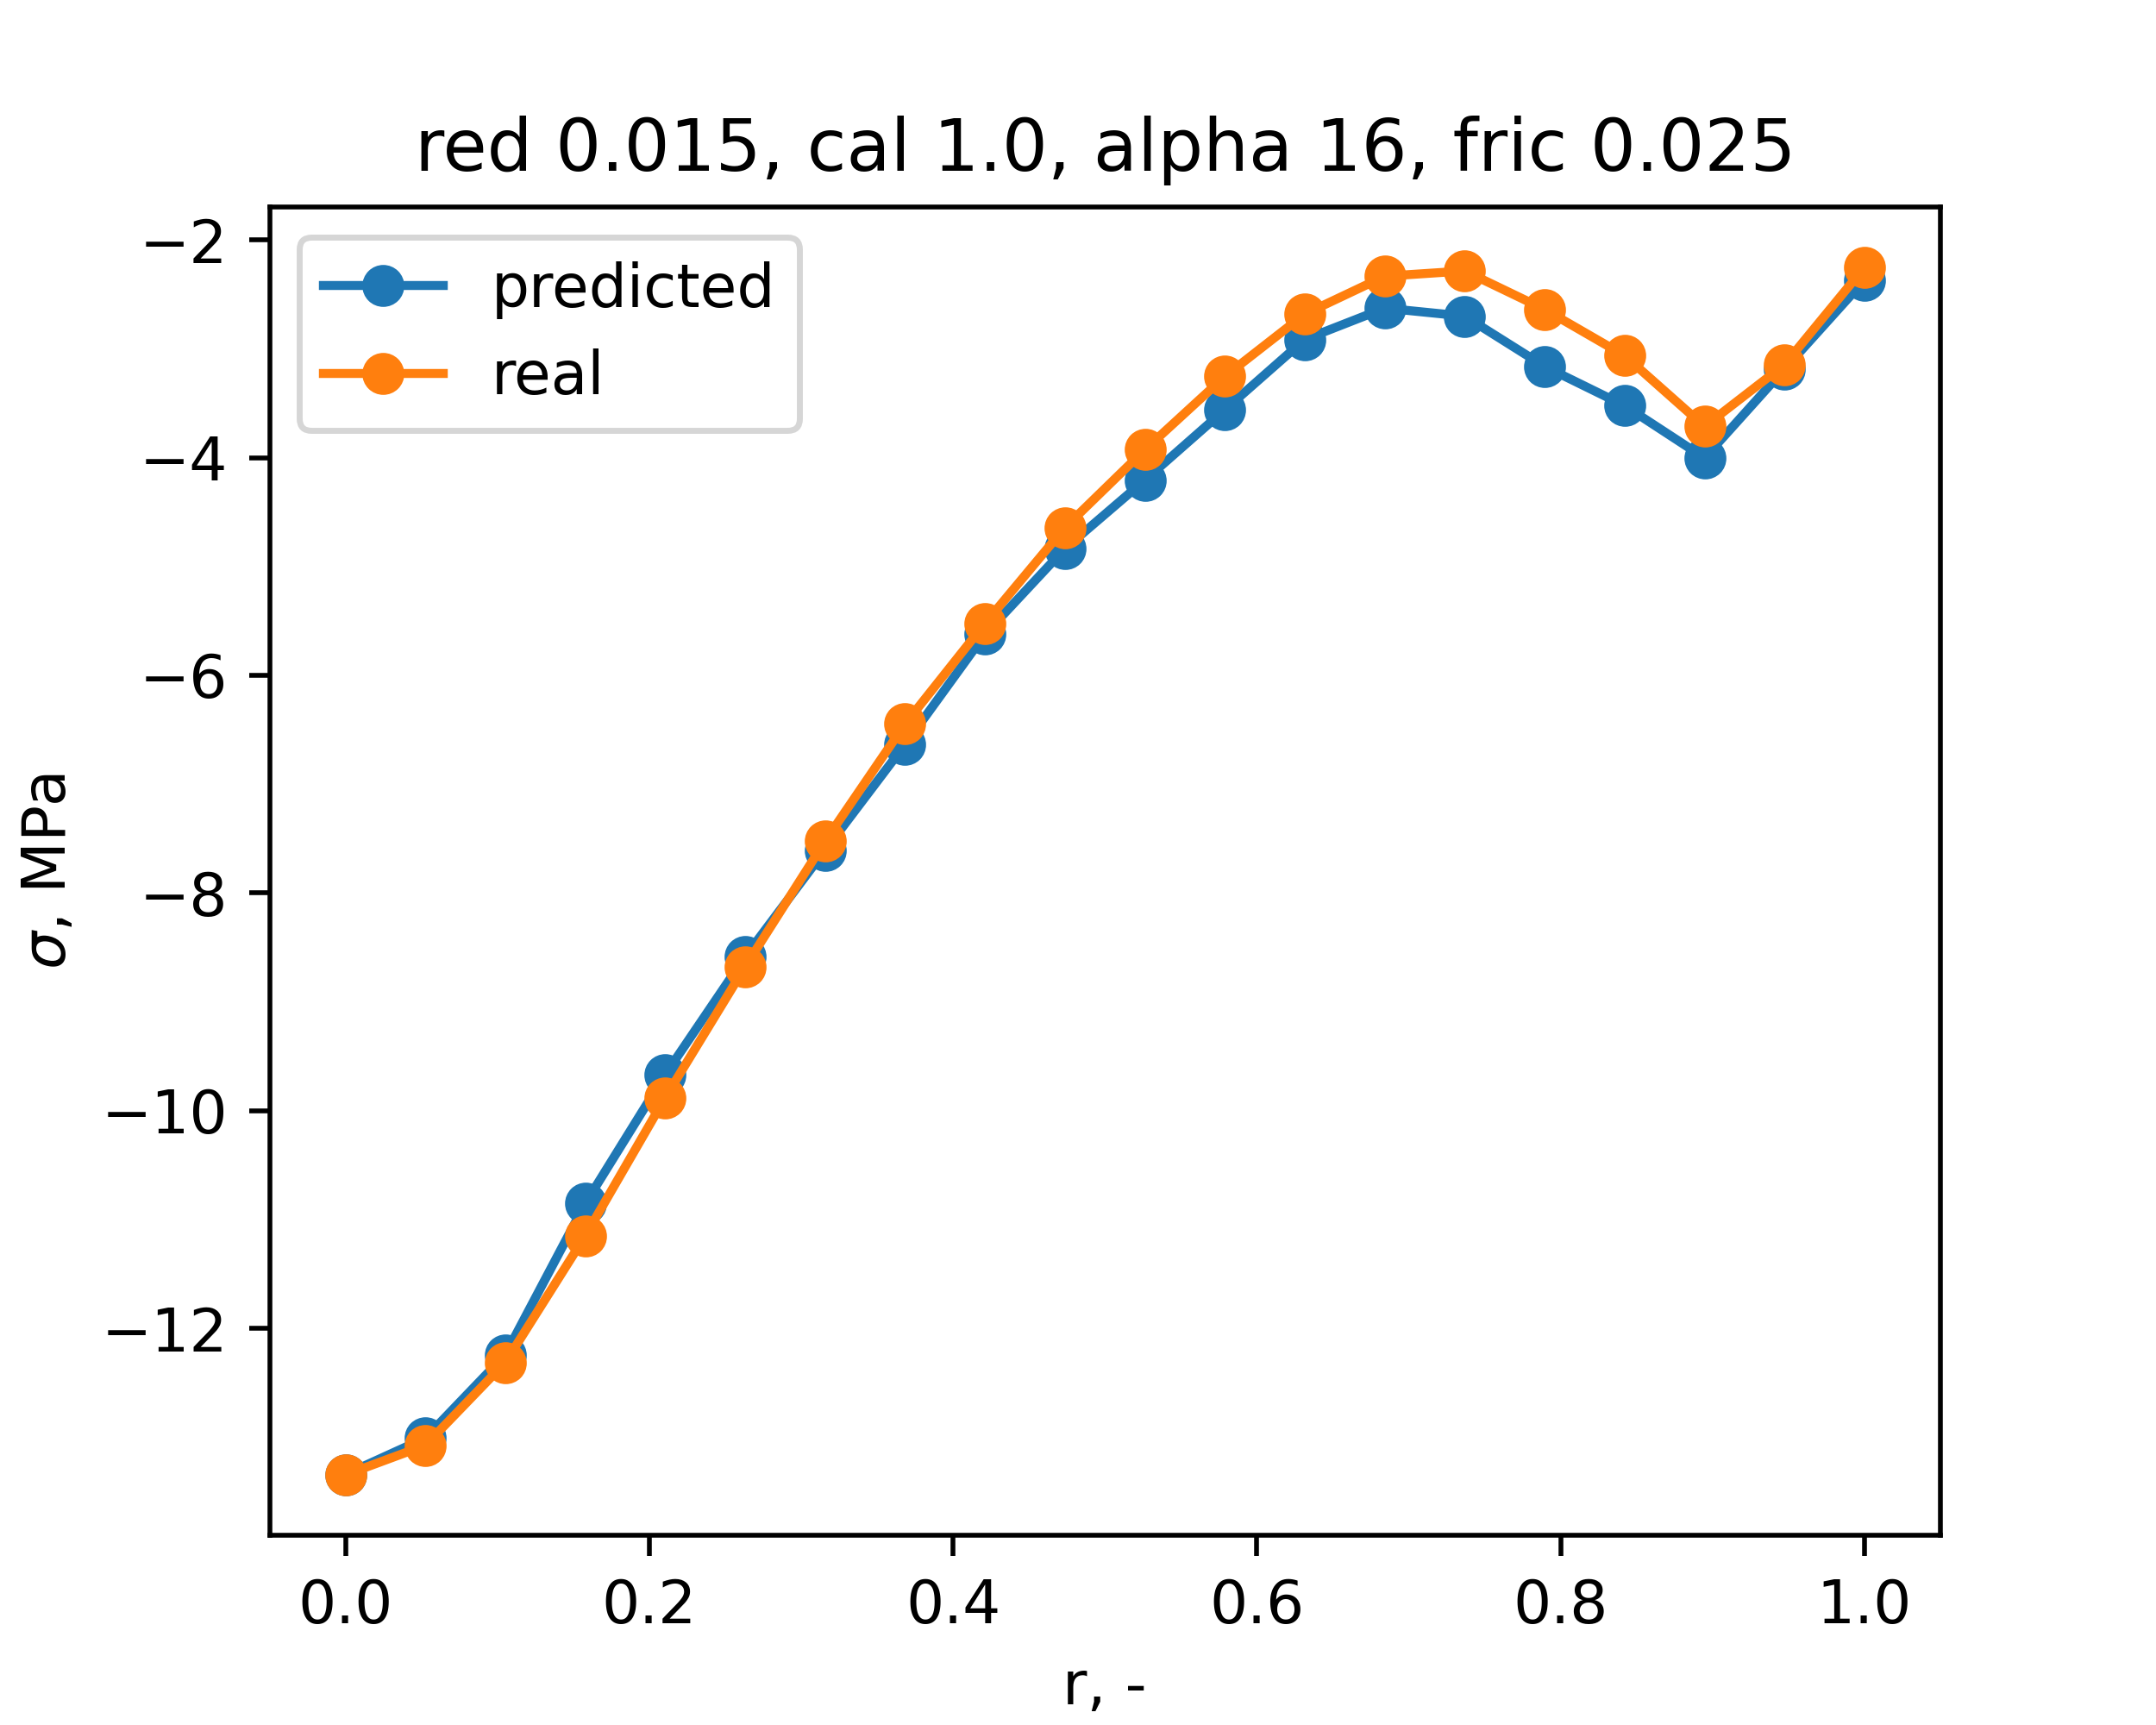 red 0.015, cal 1.0, alpha 16, fric 0.025
predicted
real
−2
−4
−6
−8
−10
−12
σ, MPa
0.0 0.2 0.4 0.6 0.8 1.0
r, -